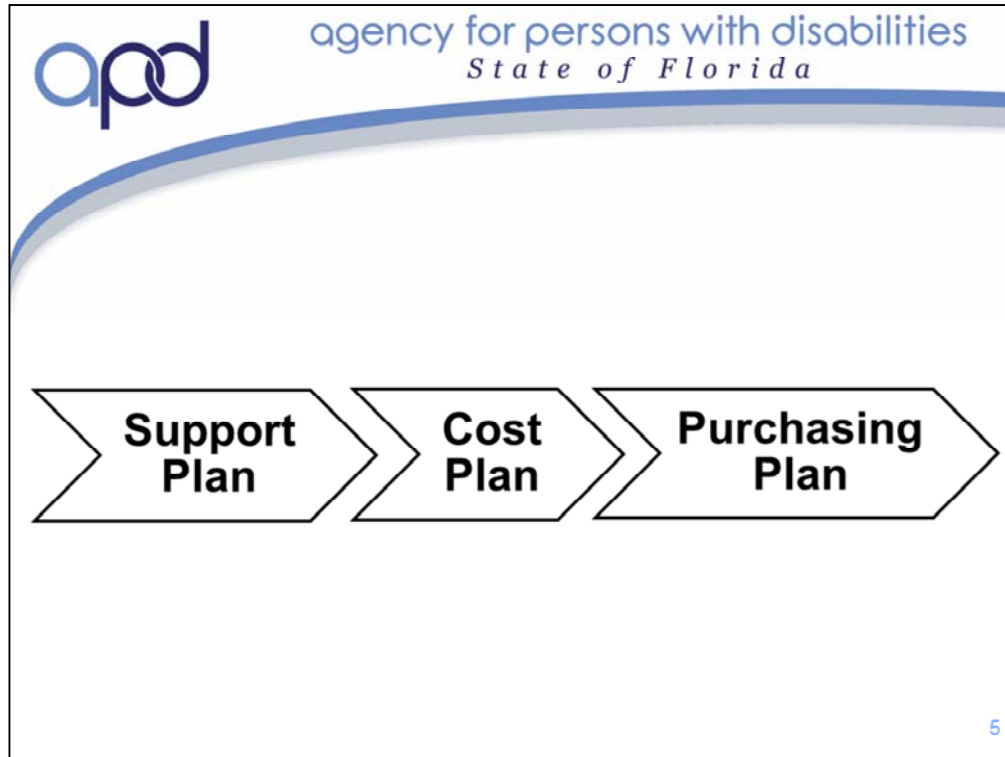 apd
agency for persons with disabilities
State of Florida
Support
Plan
Cost
Plan
Purchasing
Plan
5